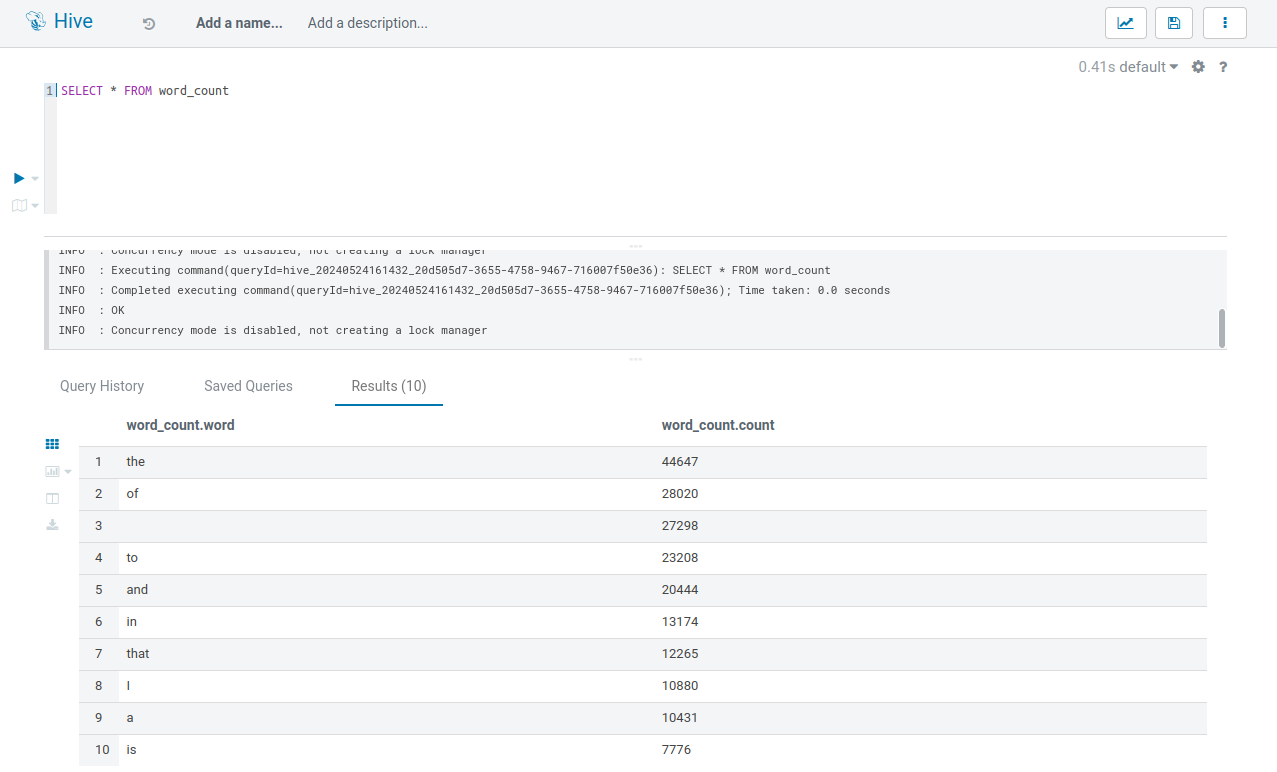 Hive Add a name... Add a description...
0.41s default ?
1 SELECT * FROM word_count
INFO : Concurrency mode is disabled, not creating a lock manager
INFO : Executing command(queryId=hive_20240524161432_20d505d7-3655-4758-9467-716007f50e36): SELECT * FROM word_count
INFO : Completed executing command(queryId=hive_20240524161432_20d505d7-3655-4758-9467-716007f50e36); Time taken: 0.0 seconds
INFO : OK
INFO : Concurrency mode is disabled, not creating a lock manager
Query History Saved Queries Results (10)
word_count.word word_count.count
1 the 44647
2 of 28020
3 27298
4 to 23208
5 and 20444
6 in 13174
7 that 12265
8 I 10880
9 a 10431
10 is 7776